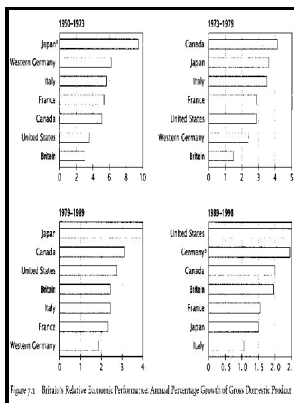 1950-1973
Japan*
Western Germany
Italy
France
Canada
United States
Britain
0 2 4 6 8 10
1973-1979
Canada
Japan
Italy
France
United States
Western Germany
Britain
0 1 2 3 4 5
1979-1989
Japan
Canada
United States
Britain
Italy
France
Western Germany
0 1 2 3 4
1989-1998
United States
Germany
Canada
Britain
France
Japan
Italy
0 0.5 1.0 1.5 2.0 2.
Figure 7.1 Britain's Relative Economic Performance: Annual Percentage Growth of Gross Domestic Product